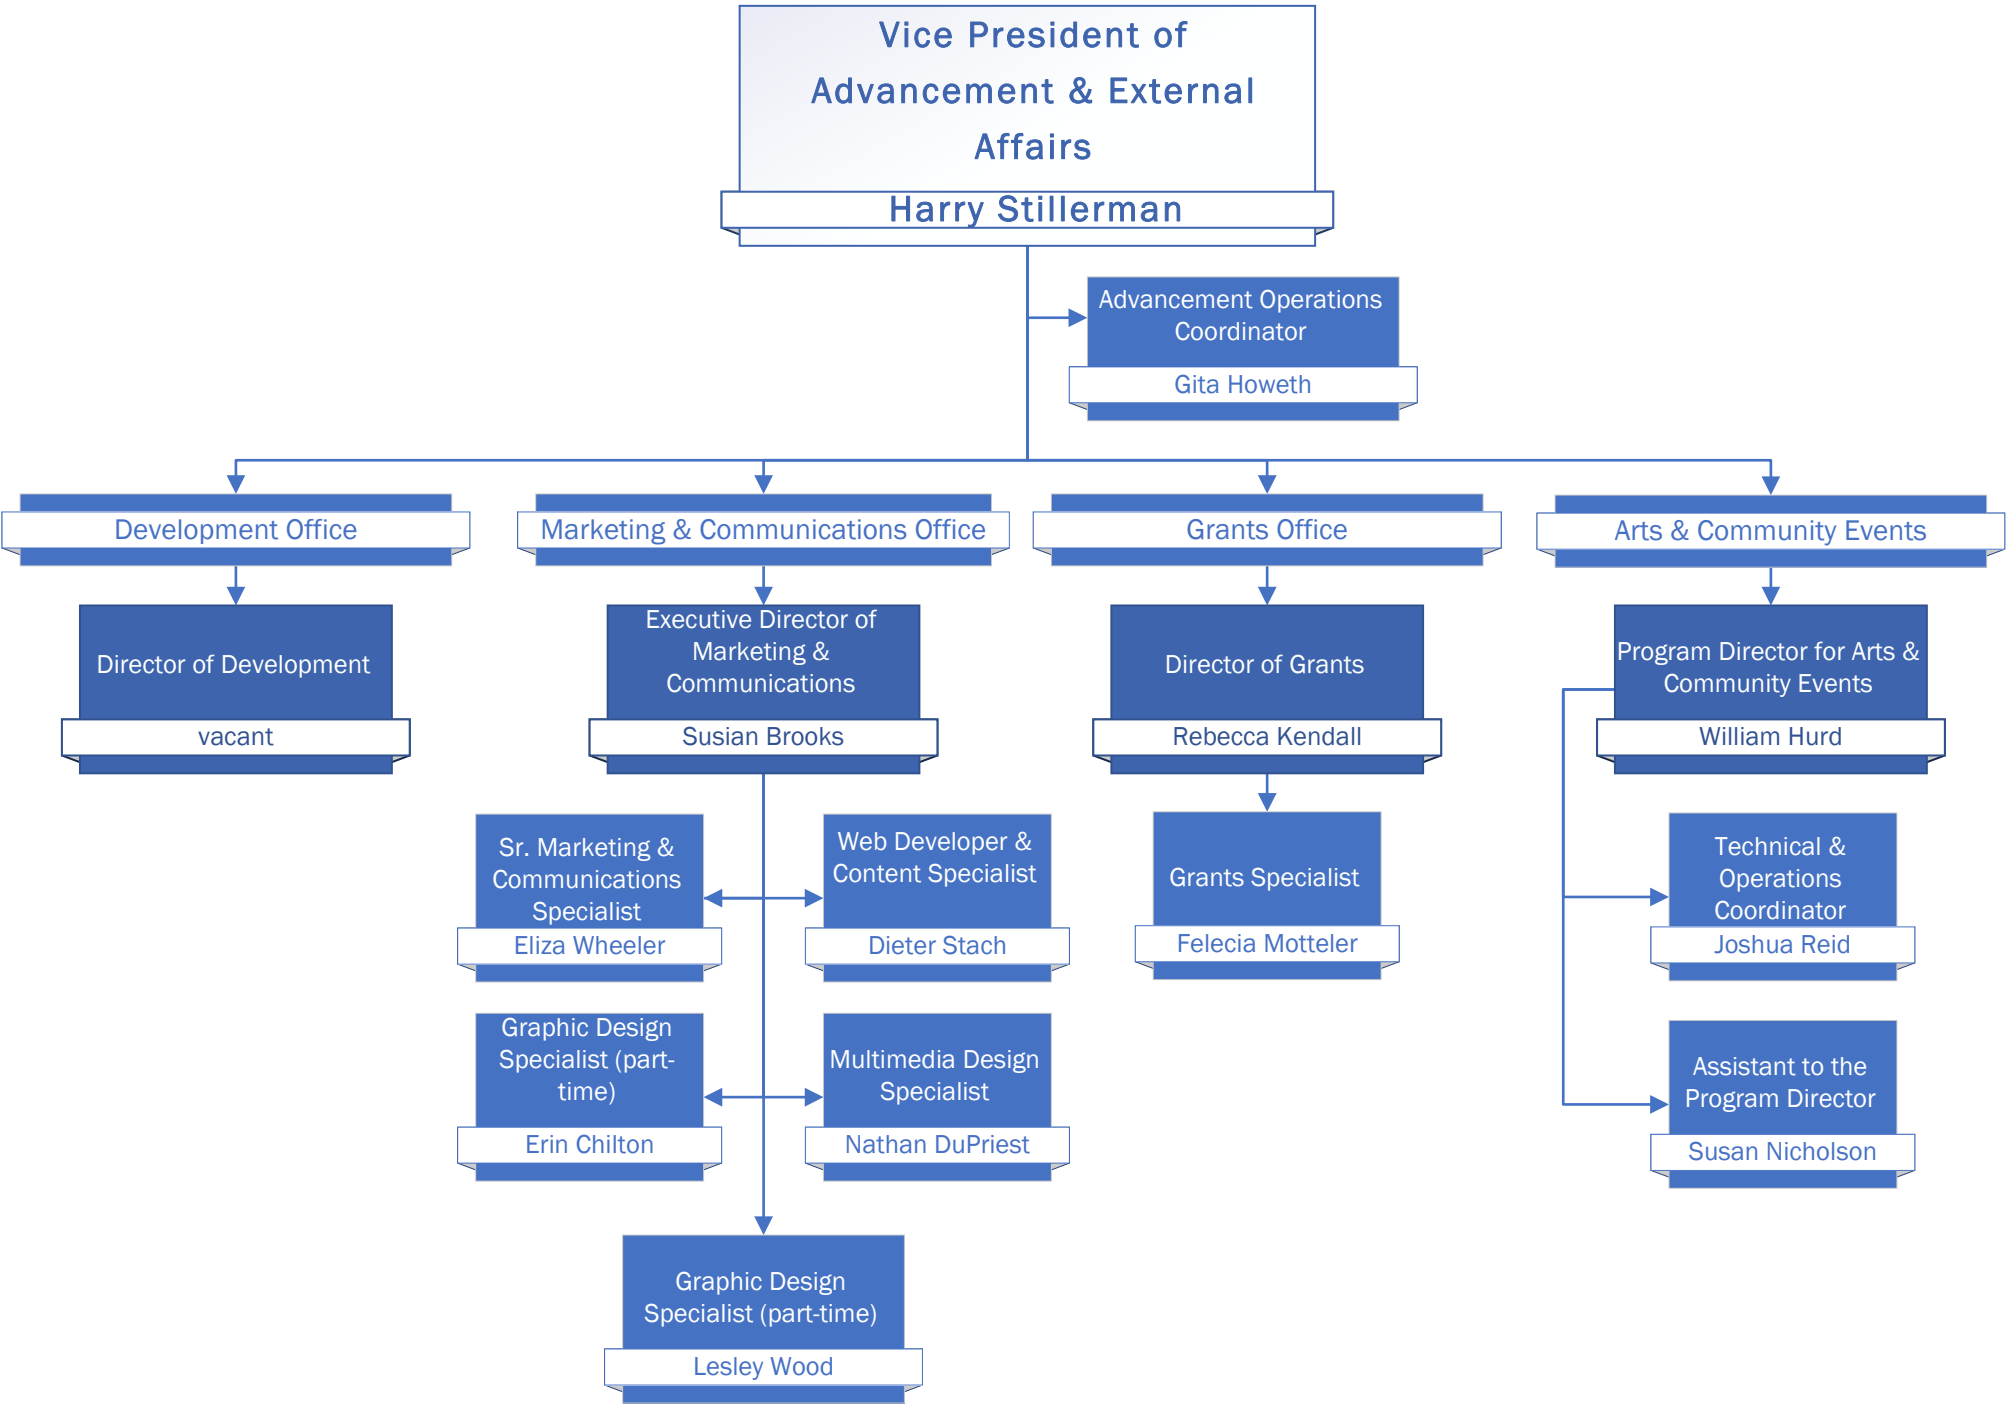 Vice President of
Advancement & External
Affairs
Harry Stillerman
Advancement Operations
Coordinator
Gita Howeth
Development Office
Marketing & Communications Office
Grants Office
Arts & Community Events
Director of Development
vacant
Executive Director of
Marketing &
Communications
Susian Brooks
Director of Grants
Rebecca Kendall
Program Director for Arts &
Community Events
William Hurd
Sr. Marketing &
Communications
Specialist
Eliza Wheeler
Web Developer &
Content Specialist
Dieter Stach
Grants Specialist
Felecia Motteler
Technical &
Operations
Coordinator
Joshua Reid
Graphic Design
Specialist (part-
time)
Erin Chilton
Multimedia Design
Specialist
Nathan DuPriest
Assistant to the
Program Director
Susan Nicholson
Graphic Design
Specialist (part-time)
Lesley Wood